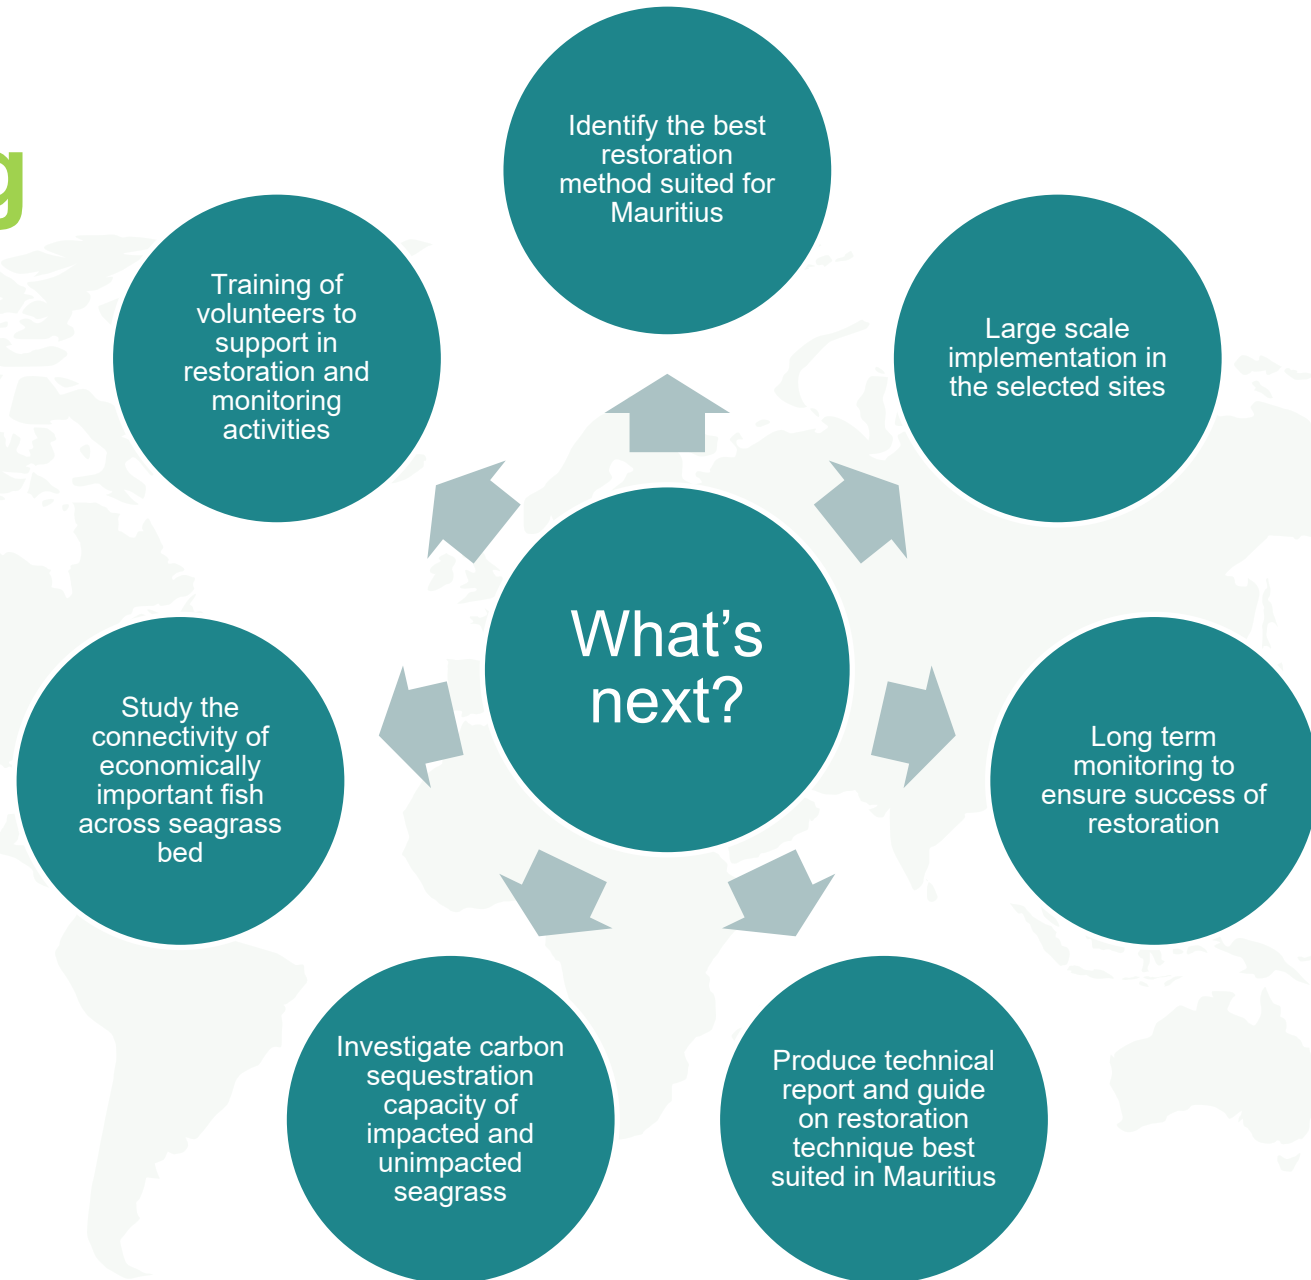 g
Identify the best
restoration
method suited for
Mauritius
Large scale
implementation in
the selected sites
Long term
monitoring to
ensure success of
restoration
Produce technical
report and guide
on restoration
technique best
suited in Mauritius
Investigate carbon
sequestration
capacity of
impacted and
unimpacted
seagrass
Study the
connectivity of
economically
important fish
across seagrass
bed
Training of
volunteers to
support in
restoration and
monitoring
activities
What’s
next?